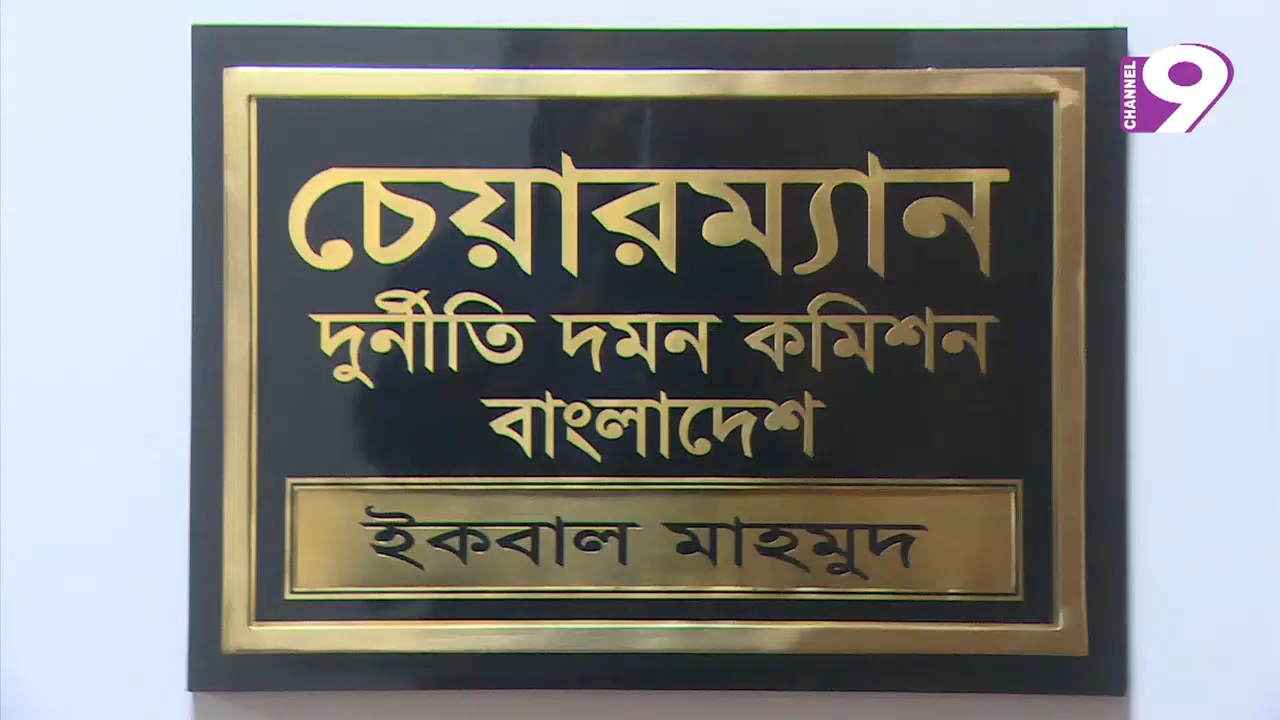 চেয়ারম্যান
দুর্নীতি দমন কমিশন
বাংলাদেশ
ইকবাল মাহমুদ
CHANNEL 9